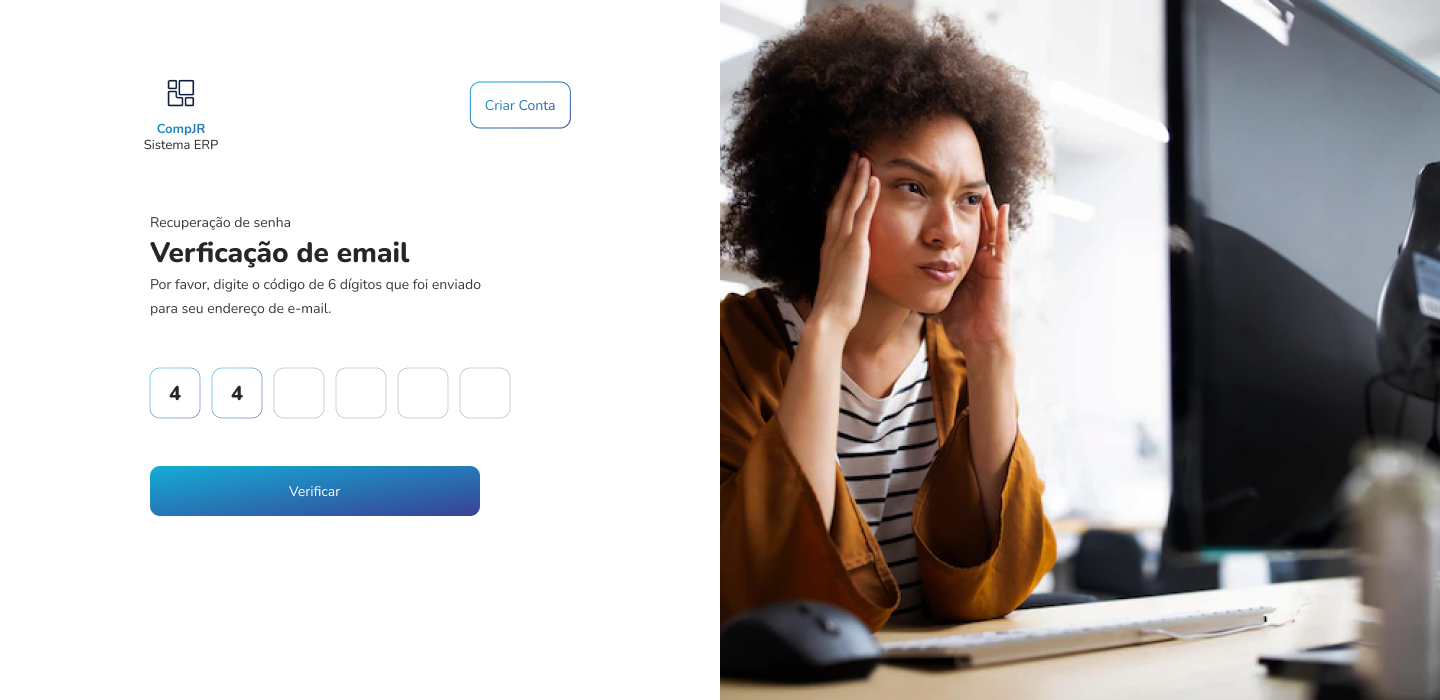 CompJR
Sistema ERP
Criar Conta
Recuperação de senha
Verficação de email
Por favor, digite o código de 6 dígitos que foi enviado
para seu endereço de e-mail.
4 4
Verificar